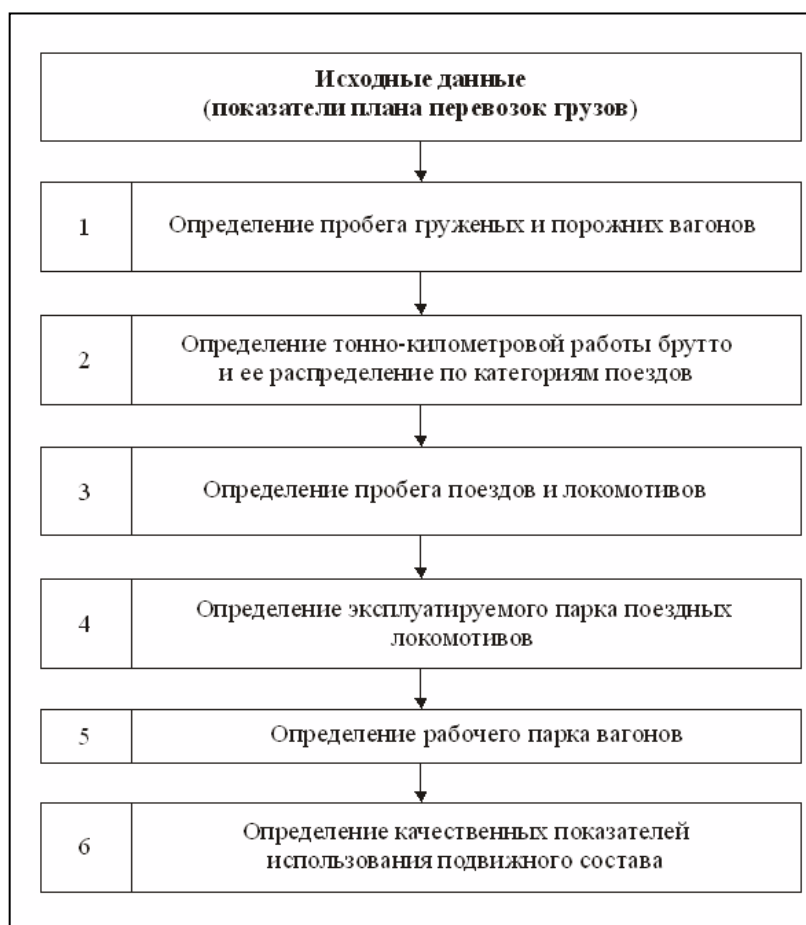 Исходные данные
(показатели плана перевозок грузов)
1
Определение пробега груженых и порожних вагонов
2
Определение тонно-километровой работы брутто
и ее распределение по категориям поездов
3
Определение пробега поездов и локомотивов
4
Определение эксплуатируемого парка поездных
локомотивов
5
Определение рабочего парка вагонов
6
Определение качественных показателей
использования подвижного состава